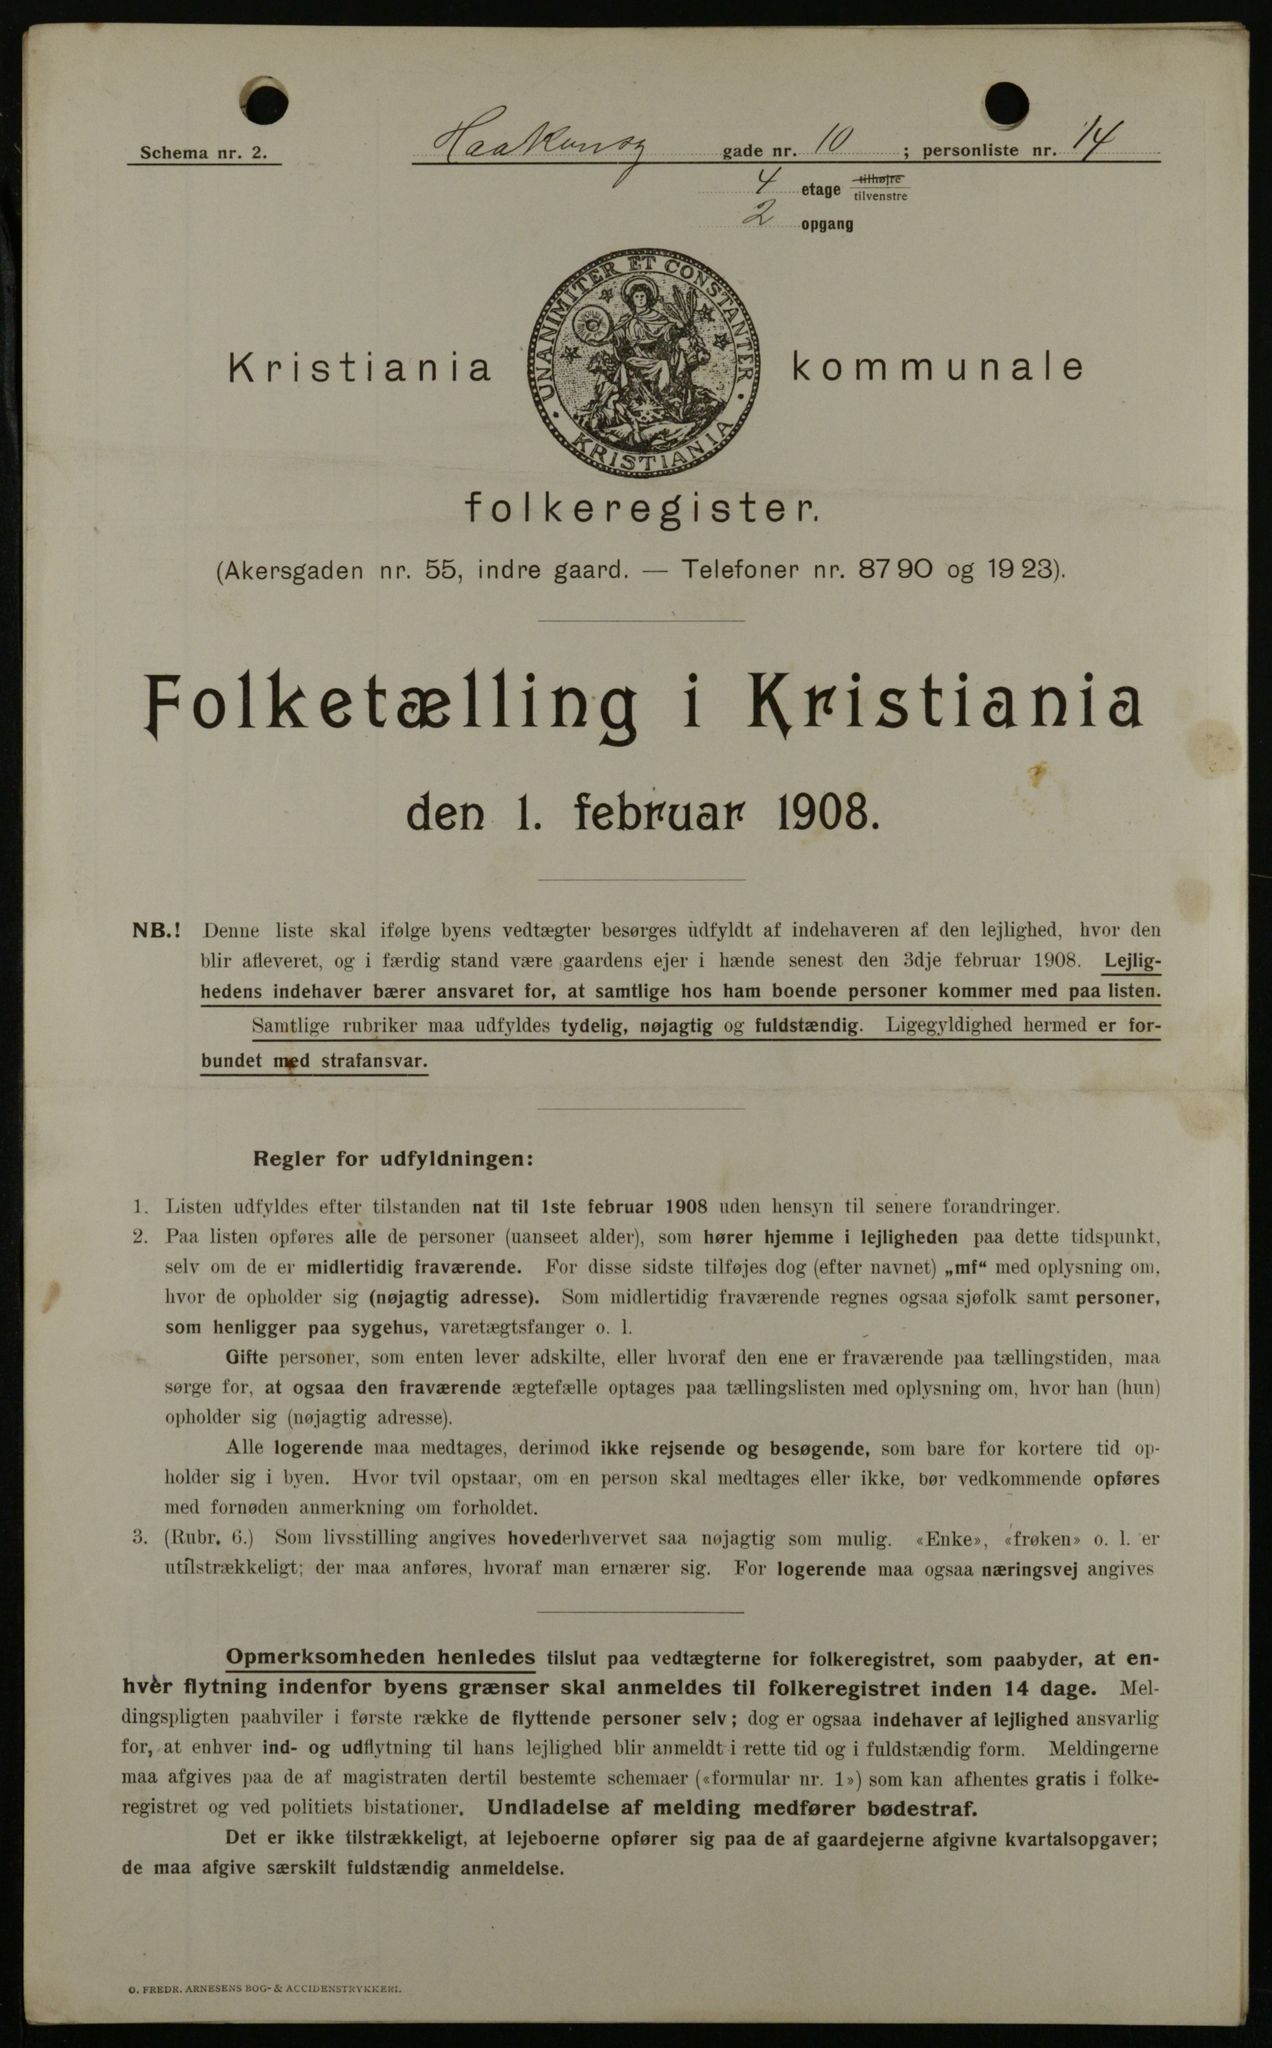 Schema nr. 2.
Haakonsg gade nr. 10 ; personliste nr. 14
4 etage tilhøjre
tilvenstre
2 opgang
UNANIMITER ET CONSTANTER
KRISTIANIA
Kristiania kommunale
folkeregister.
(Akersgaden nr. 55, indre gaard. — Telefoner nr. 8790 og 1923).
Folketælling i Kristiania
den 1. februar 1908.
NB.! Denne liste skal ifølge byens vedtægter besørges udfyldt af indehaveren af den lejlighed, hvor den
blir afleveret, og i færdig stand være gaardens ejer i hænde senest den 3dje februar 1908. Lejlig-
hedens indehaver bærer ansvaret for, at samtlige hos ham boende personer kommer med paa listen.
Samtlige rubriker maa udfyldes tydelig, nøjagtig og fuldstændig. Ligegyldighed hermed er for-
bundet med strafansvar.
Regler for udfyldningen:
1. Listen udfyldes efter tilstanden nat til 1ste februar 1908 uden hensyn til senere forandringer.
2. Paa listen opføres alle de personer (uanseet alder), som hører hjemme i lejligheden paa dette tidspunkt,
selv om de er midlertidig fraværende. For disse sidste tilføjes dog (efter navnet) „mf“ med oplysning om,
hvor de opholder sig (nøjagtig adresse). Som midlertidig fraværende regnes ogsaa sjøfolk samt personer,
som henligger paa sygehus, varetægtsfanger o. l.
Gifte personer, som enten lever adskilte, eller hvoraf den ene er fraværende paa tællingstiden, maa
sørge for, at ogsaa den fraværende ægtefælle optages paa tællingslisten med oplysning om, hvor han (hun)
opholder sig (nøjagtig adresse).
Alle logerende maa medtages, derimod ikke rejsende og besøgende, som bare for kortere tid op-
holder sig i byen. Hvor tvil opstaar, om en person skal medtages eller ikke, bør vedkommende opføres
med fornøden anmerkning om forholdet.
3. (Rubr. 6.) Som livsstilling angives hovederhvervet saa nøjagtig som mulig. «Enke», «frøken» o. l. er
utilstrækkeligt; der maa anføres, hvoraf man ernærer sig. For logerende maa ogsaa næringsvej angives
Opmerksomheden henledes tilslut paa vedtægterne for folkeregistret, som paabyder, at en-
hver flytning indenfor byens grænser skal anmeldes til folkeregistret inden 14 dage. Mel-
dingspligten paahviler i første række de flyttende personer selv; dog er ogsaa indehaver af lejlighed ansvarlig
for, at enhver ind- og udflytning til hans lejlighed blir anmeldt i rette tid og i fuldstændig form. Meldingerne
maa afgives paa de af magistraten dertil bestemte schemaer («formular nr. 1») som kan afhentes gratis i folke-
registret og ved politiets bistationer. Undladelse af melding medfører bødestraf.
Det er ikke tilstrækkeligt, at lejeboerne opfører sig paa de af gaardejerne afgivne kvartalsopgaver;
de maa afgive særskilt fuldstændig anmeldelse.
O. FREDR. ARNESENS BOG- & ACCIDENSTRYKKERI.